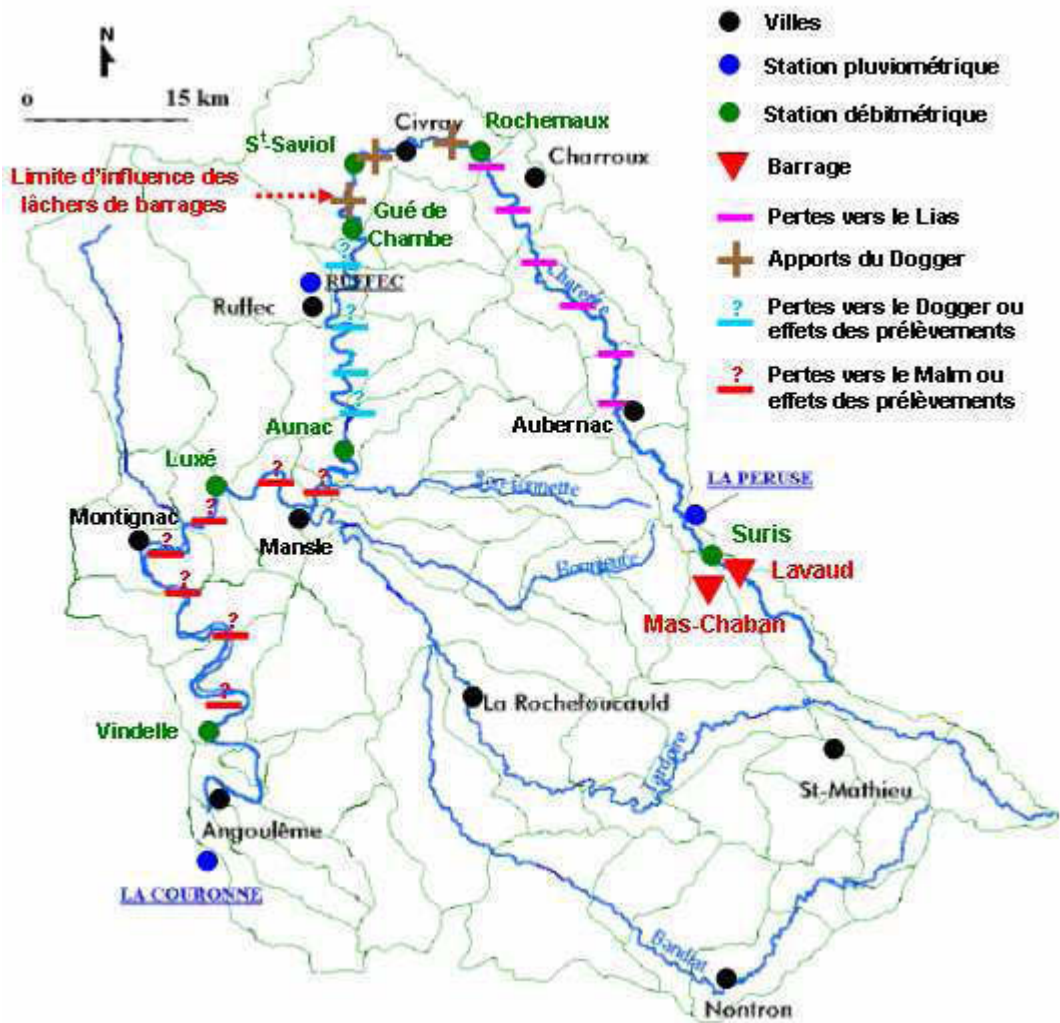 N
0 15 km
Villes
Station pluviométrique
Station débitmétrique
Barrage
Pertes vers le Lias
Apports du Dogger
?
Pertes vers le Dogger ou
effets des prélèvements
?
Pertes vers le Malm ou
effets des prélèvements
Civray
Rochemaux
St-Saviol
Charroux
Limite d'influence des
lâchers de barrages
Gué de
Chambe
Charente
?
RUFFEC
Ruffec
?
?
?
Aubernac
Aunac
Luxé
?
?
LA PERUSE
?
Montignac
Mansle
?
Suris
Lavaud
?
Mas-Chaban
?
La Rochefoucauld
?
Vindelle
Tardoire
St-Mathieu
Angoulême
LA COURONNE
Bandiat
Nontron